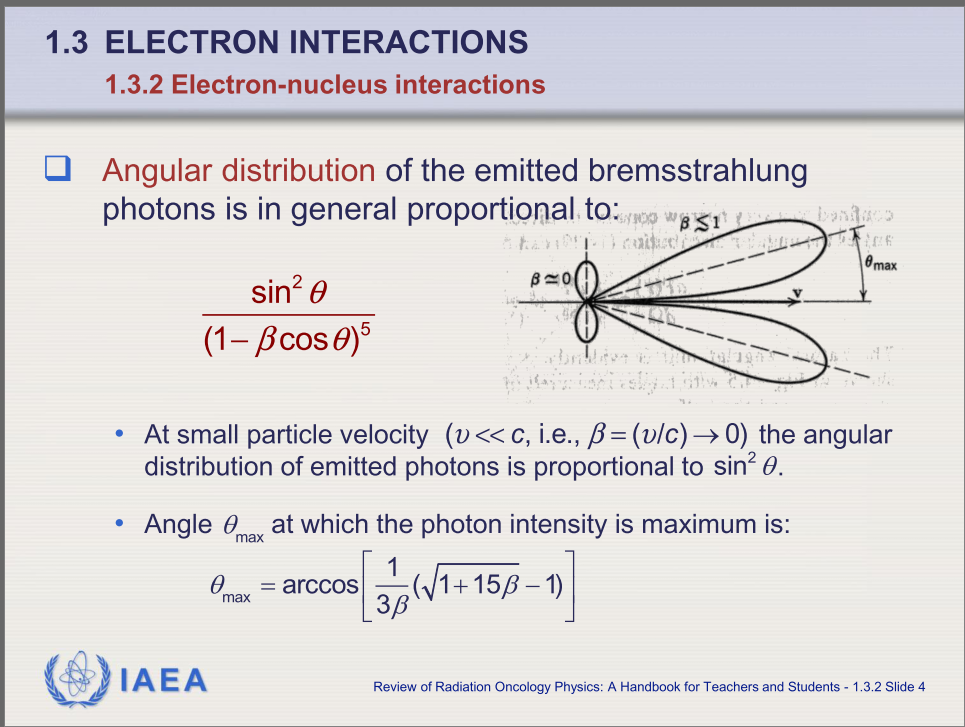 1.3 ELECTRON INTERACTIONS
1.3.2 Electron-nucleus interactions
❑ Angular distribution of the emitted bremsstrahlung
photons is in general proportional to:
sin² θ
(1− β cos θ)⁵
β ≲ 1
θmax
β ≃ 0
v
• At small particle velocity (υ << c, i.e., β = (υ/c) → 0) the angular
distribution of emitted photons is proportional to sin² θ.
• Angle θmax at which the photon intensity is maximum is:
θmax = arccos[1/3β (√1+15β −1)]
IAEA
Review of Radiation Oncology Physics: A Handbook for Teachers and Students - 1.3.2 Slide 4